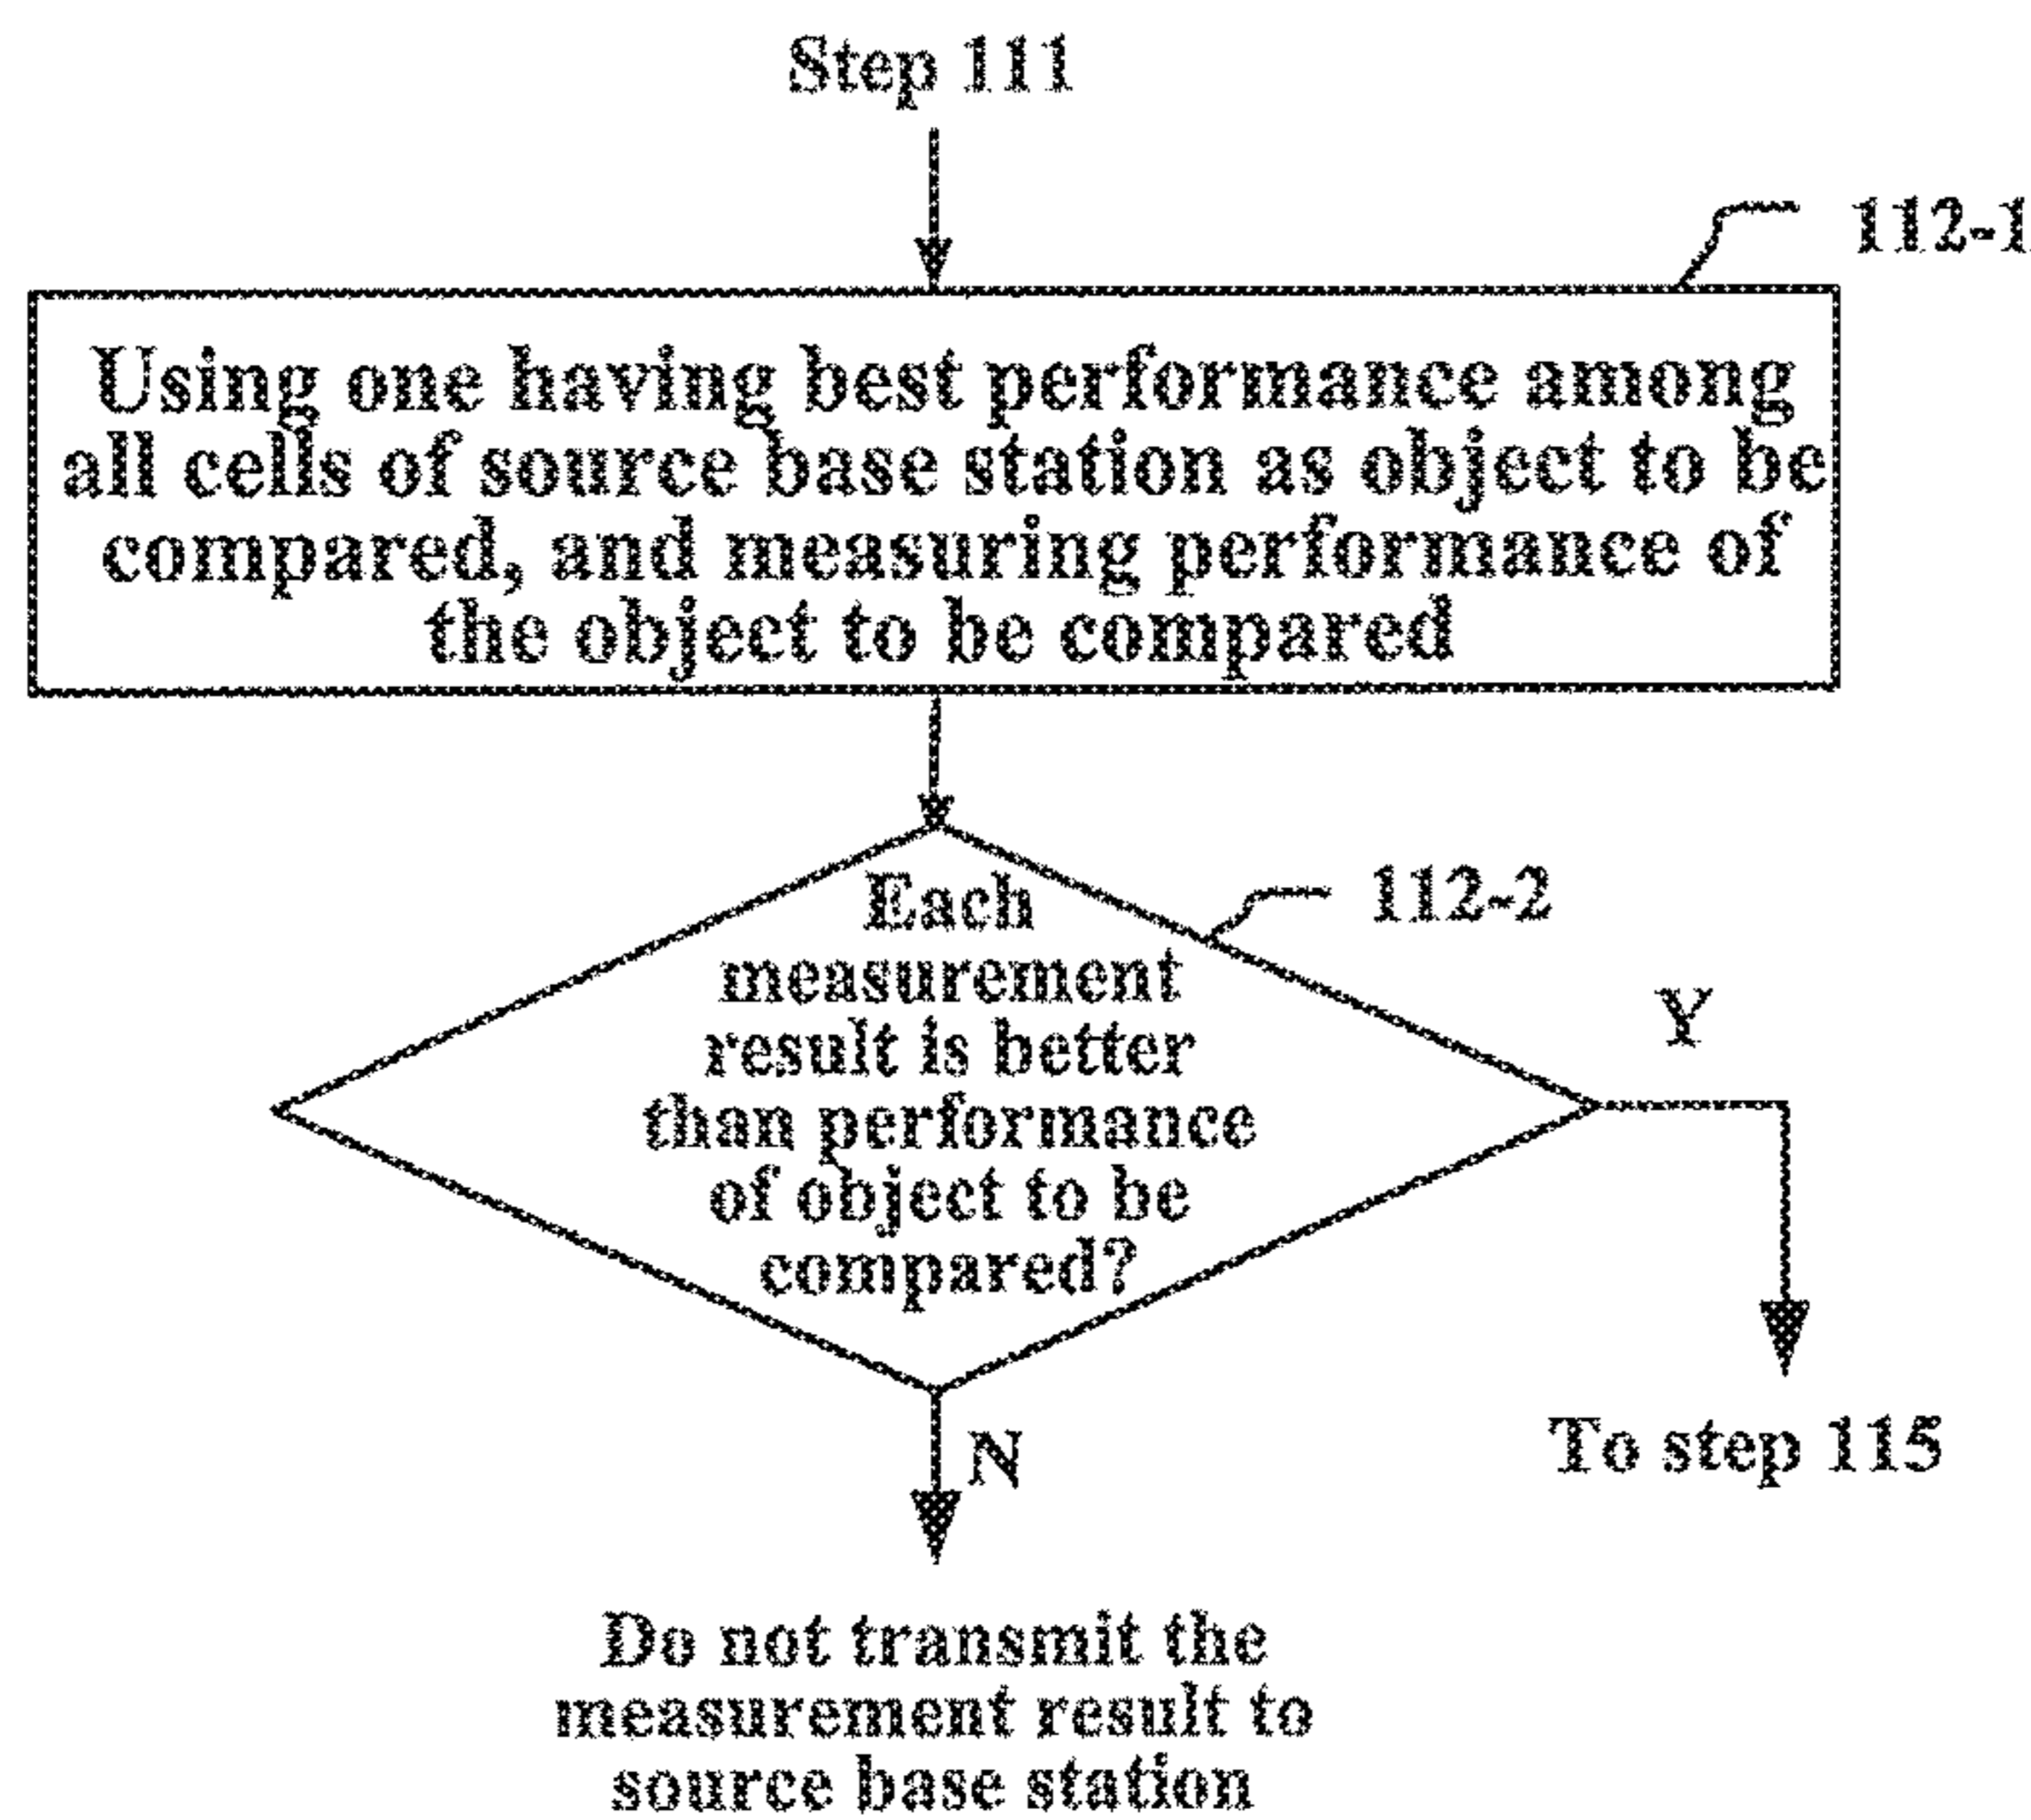 Step 111
112-1
Using one having best performance among
all cells of source base station as object to be
compared, and measuring performance of
the object to be compared
112-2
Each
measurement
result is better
than performance
of object to be
compared?
Y
N
To step 115
Do not transmit the
measurement result to
source base station